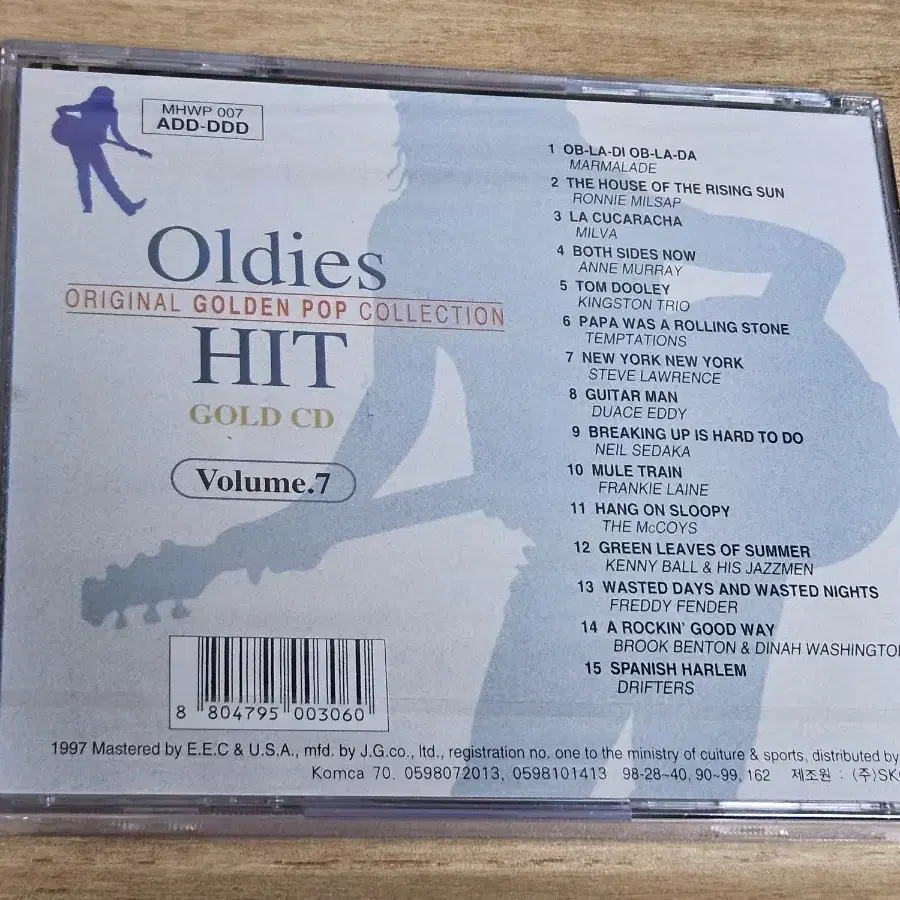 MHWP 007
ADD-DDD
Oldies
ORIGINAL GOLDEN POP COLLECTION
HIT
GOLD CD
Volume.7
1 OB-LA-DI OB-LA-DA
MARMALADE
2 THE HOUSE OF THE RISING SUN
RONNIE MILSAP
3 LA CUCARACHA
MILVA
4 BOTH SIDES NOW
ANNE MURRAY
5 TOM DOOLEY
KINGSTON TRIO
6 PAPA WAS A ROLLING STONE
TEMPTATIONS
7 NEW YORK NEW YORK
STEVE LAWRENCE
8 GUITAR MAN
DUACE EDDY
9 BREAKING UP IS HARD TO DO
NEIL SEDAKA
10 MULE TRAIN
FRANKIE LAINE
11 HANG ON SLOOPY
THE McCOYS
12 GREEN LEAVES OF SUMMER
KENNY BALL & HIS JAZZMEN
13 WASTED DAYS AND WASTED NIGHTS
FREDDY FENDER
14 A ROCKIN' GOOD WAY
BROOK BENTON & DINAH WASHINGTO
15 SPANISH HARLEM
DRIFTERS
8 804795 003060
1997 Mastered by E.E.C & U.S.A., mfd. by J.G.co., ltd., registration no. one to the ministry of culture & sports, distributed by
Komca 70. 0598072013, 0598101413 98-28~40, 90~99, 162 제조원 : (주)SK